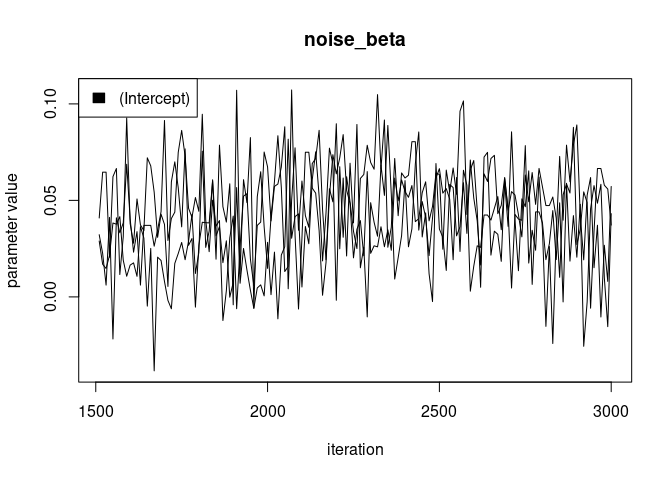 noise_beta
(Intercept)
0.10
0.05
0.00
parameter value
1500
2000
2500
3000
iteration